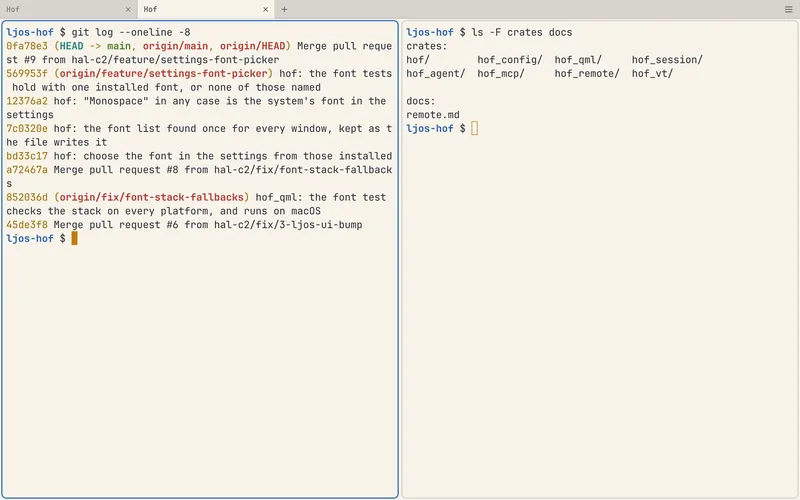 Hof × Hof × + ≡
ljos-hof $ git log --oneline -8
0fa78e3 (HEAD -> main, origin/main, origin/HEAD) Merge pull reque
st #9 from hal-c2/feature/settings-font-picker
569953f (origin/feature/settings-font-picker) hof: the font tests
 hold with one installed font, or none of those named
12376a2 hof: "Monospace" in any case is the system's font in the
settings
7c0320e hof: the font list found once for every window, kept as t
he file writes it
bd33c17 hof: choose the font in the settings from those installed
a72467a Merge pull request #8 from hal-c2/fix/font-stack-fallback
s
852036d (origin/fix/font-stack-fallbacks) hof_qml: the font test
checks the stack on every platform, and runs on macOS
45de3f8 Merge pull request #6 from hal-c2/fix/3-ljos-ui-bump
ljos-hof $
ljos-hof $ ls -F crates docs
crates:
hof/ hof_config/ hof_qml/ hof_session/
hof_agent/ hof_mcp/ hof_remote/ hof_vt/
docs:
remote.md
ljos-hof $